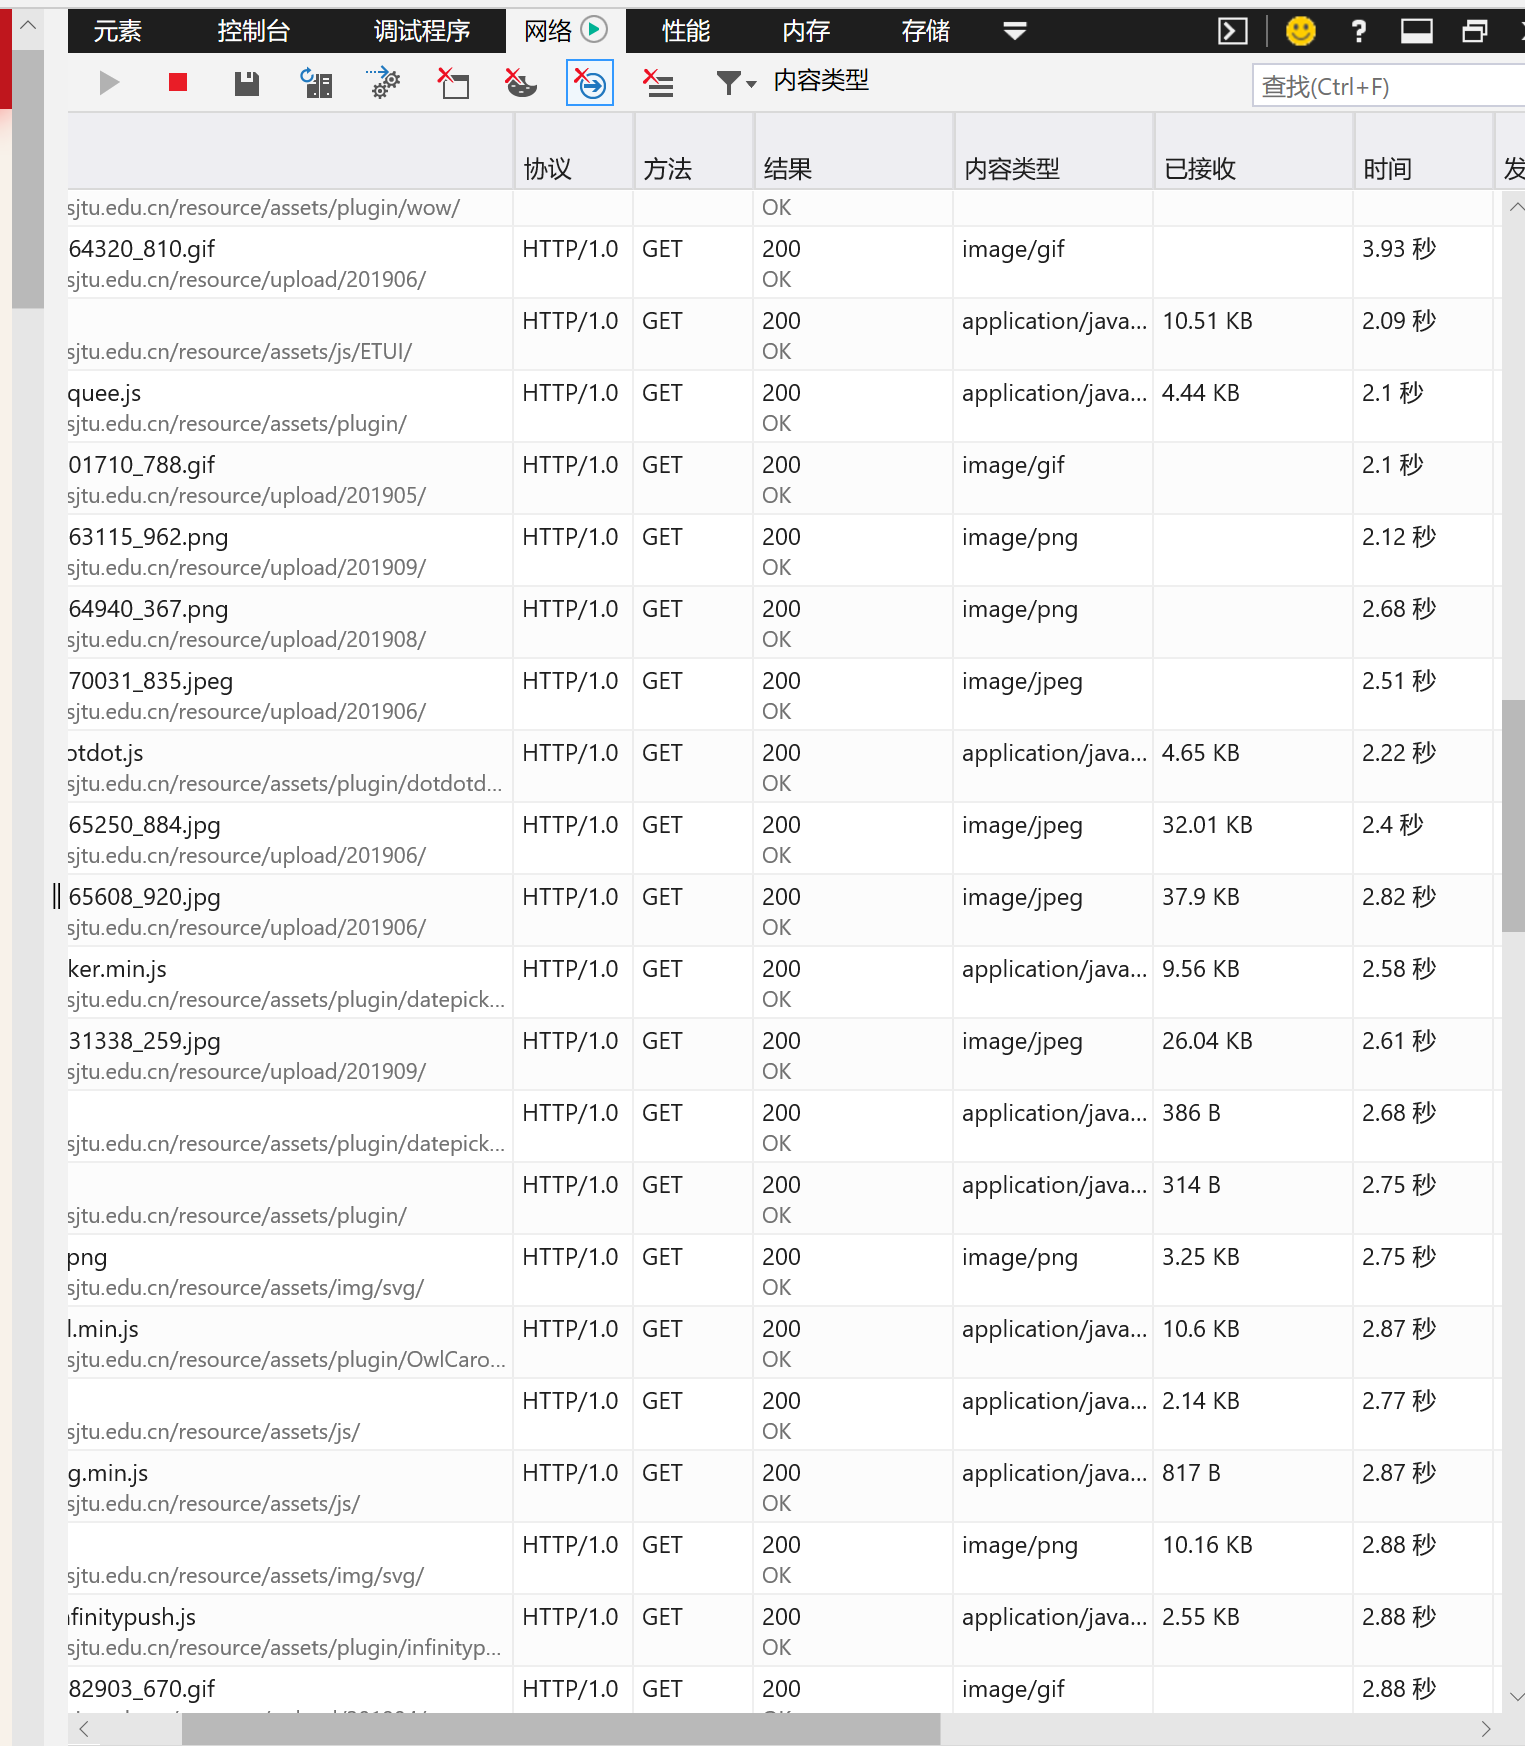 元素 控制台 调试程序 网络 性能 内存 存储 ?
内容类型 查找(Ctrl+F)
协议 方法 结果 内容类型 已接收 时间 发
sjtu.edu.cn/resource/assets/plugin/wow/ OK
64320_810.gif HTTP/1.0 GET 200 image/gif 3.93 秒
sjtu.edu.cn/resource/upload/201906/ OK
HTTP/1.0 GET 200 application/java... 10.51 KB 2.09 秒
sjtu.edu.cn/resource/assets/js/ETUI/ OK
quee.js HTTP/1.0 GET 200 application/java... 4.44 KB 2.1 秒
sjtu.edu.cn/resource/assets/plugin/ OK
01710_788.gif HTTP/1.0 GET 200 image/gif 2.1 秒
sjtu.edu.cn/resource/upload/201905/ OK
63115_962.png HTTP/1.0 GET 200 image/png 2.12 秒
sjtu.edu.cn/resource/upload/201909/ OK
64940_367.png HTTP/1.0 GET 200 image/png 2.68 秒
sjtu.edu.cn/resource/upload/201908/ OK
70031_835.jpeg HTTP/1.0 GET 200 image/jpeg 2.51 秒
sjtu.edu.cn/resource/upload/201906/ OK
otdot.js HTTP/1.0 GET 200 application/java... 4.65 KB 2.22 秒
sjtu.edu.cn/resource/assets/plugin/dotdotd... OK
65250_884.jpg HTTP/1.0 GET 200 image/jpeg 32.01 KB 2.4 秒
sjtu.edu.cn/resource/upload/201906/ OK
65608_920.jpg HTTP/1.0 GET 200 image/jpeg 37.9 KB 2.82 秒
sjtu.edu.cn/resource/upload/201906/ OK
ker.min.js HTTP/1.0 GET 200 application/java... 9.56 KB 2.58 秒
sjtu.edu.cn/resource/assets/plugin/datepick... OK
31338_259.jpg HTTP/1.0 GET 200 image/jpeg 26.04 KB 2.61 秒
sjtu.edu.cn/resource/upload/201909/ OK
HTTP/1.0 GET 200 application/java... 386 B 2.68 秒
sjtu.edu.cn/resource/assets/plugin/datepick... OK
HTTP/1.0 GET 200 application/java... 314 B 2.75 秒
sjtu.edu.cn/resource/assets/plugin/ OK
png HTTP/1.0 GET 200 image/png 3.25 KB 2.75 秒
sjtu.edu.cn/resource/assets/img/svg/ OK
l.min.js HTTP/1.0 GET 200 application/java... 10.6 KB 2.87 秒
sjtu.edu.cn/resource/assets/plugin/OwlCaro... OK
HTTP/1.0 GET 200 application/java... 2.14 KB 2.77 秒
sjtu.edu.cn/resource/assets/js/ OK
g.min.js HTTP/1.0 GET 200 application/java... 817 B 2.87 秒
sjtu.edu.cn/resource/assets/js/ OK
HTTP/1.0 GET 200 image/png 10.16 KB 2.88 秒
sjtu.edu.cn/resource/assets/img/svg/ OK
nfinitypush.js HTTP/1.0 GET 200 application/java... 2.55 KB 2.88 秒
sjtu.edu.cn/resource/assets/plugin/infinityp... OK
82903_670.gif HTTP/1.0 GET 200 image/gif 2.88 秒